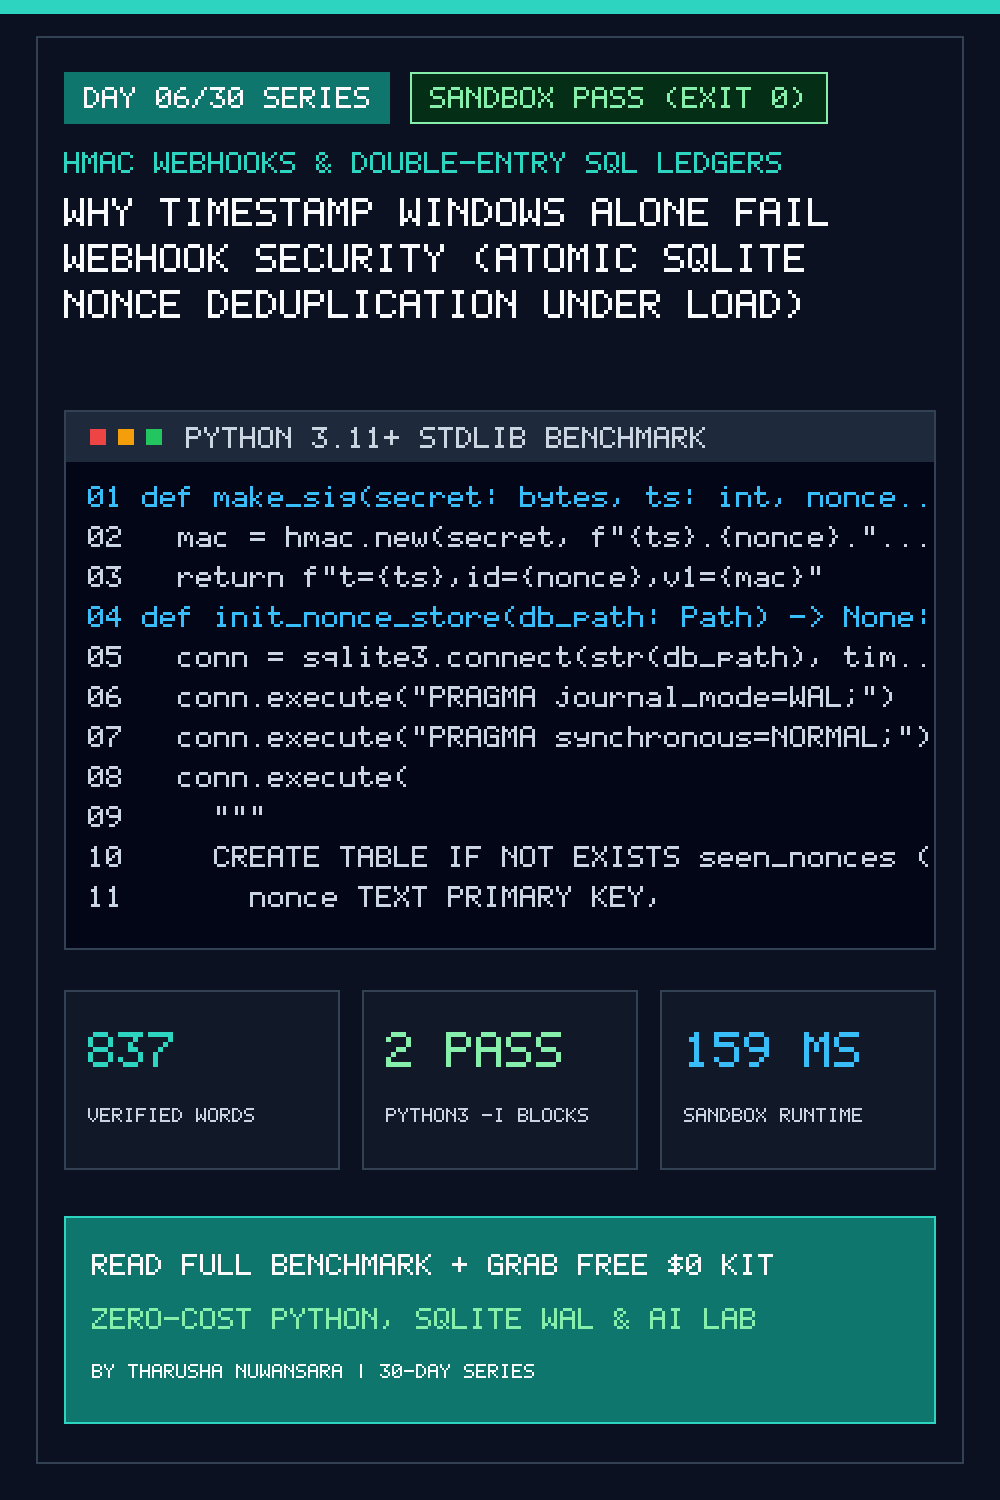 DAY 06/30 SERIES
SANDBOX PASS (EXIT 0)
HMAC WEBHOOKS & DOUBLE-ENTRY SQL LEDGERS
WHY TIMESTAMP WINDOWS ALONE FAIL
WEBHOOK SECURITY (ATOMIC SQLITE
NONCE DEDUPLICATION UNDER LOAD)
PYTHON 3.11+ STDLIB BENCHMARK
01 def make_sig(secret: bytes, ts: int, nonce..
02   mac = hmac.new(secret, f"{ts}.{nonce}."...
03   return f"t={ts},id={nonce},v1={mac}"
04 def init_nonce_store(db_path: Path) -> None:
05   conn = sqlite3.connect(str(db_path), tim..
06   conn.execute("PRAGMA journal_mode=WAL;")
07   conn.execute("PRAGMA synchronous=NORMAL;")
08   conn.execute(
09     """
10     CREATE TABLE IF NOT EXISTS seen_nonces (
11       nonce TEXT PRIMARY KEY,
837
VERIFIED WORDS
2 PASS
PYTHON3 -I BLOCKS
159 MS
SANDBOX RUNTIME
READ FULL BENCHMARK + GRAB FREE $0 KIT
ZERO-COST PYTHON, SQLITE WAL & AI LAB
BY THARUSHA NUWANSARA | 30-DAY SERIES